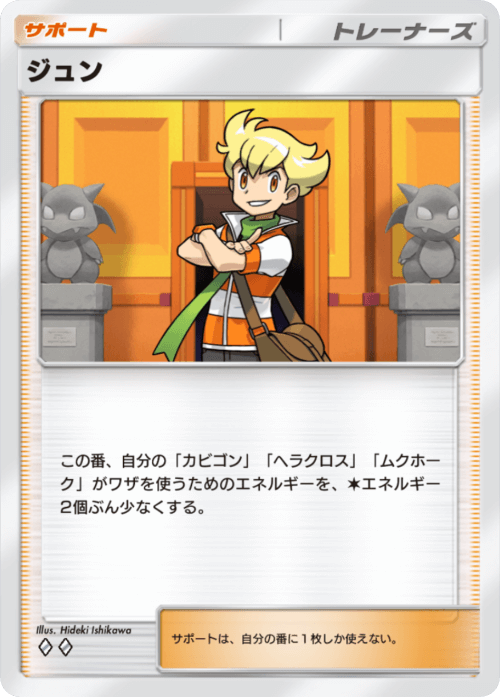 サポート
トレーナーズ
ジュン
この番、自分の「カビゴン」「ヘラクロス」「ムクホー
ク」がワザを使うためのエネルギーを、✶エネルギー
2個ぶん少なくする。
Illus. Hideki Ishikawa
サポートは、自分の番に1枚しか使えない。